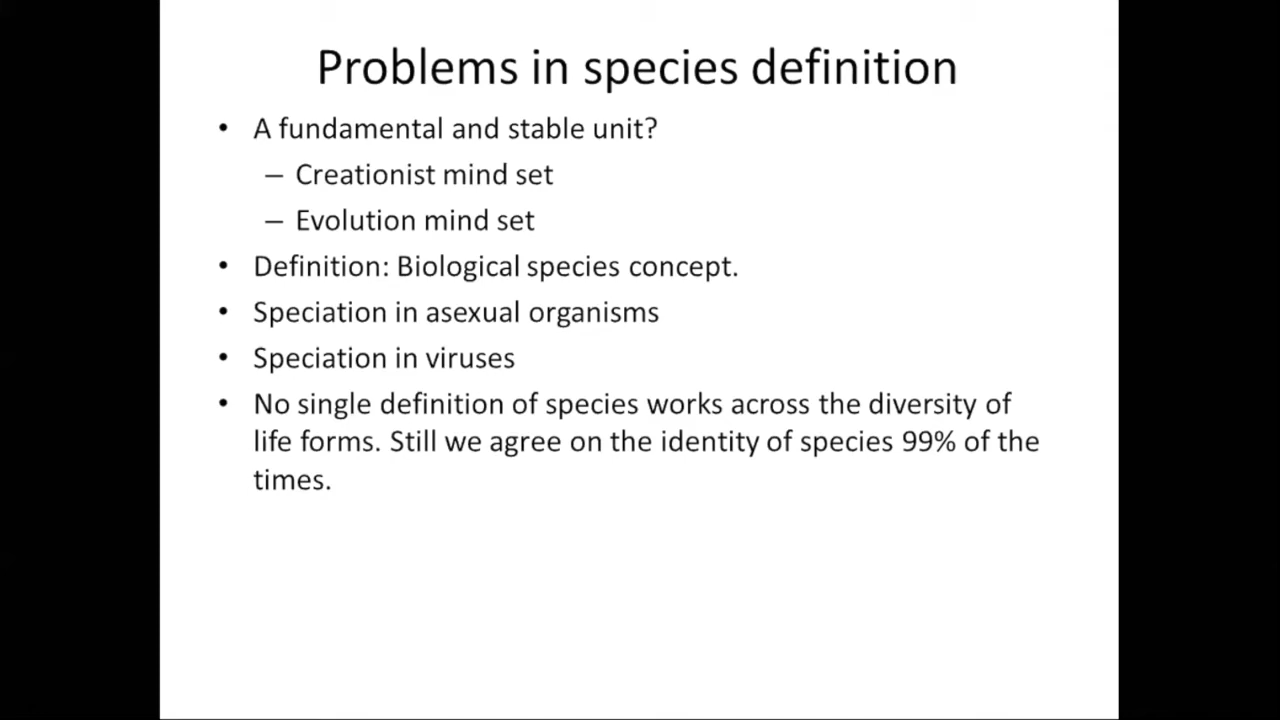 Problems in species definition
• A fundamental and stable unit?
– Creationist mind set
– Evolution mind set
• Definition: Biological species concept.
• Speciation in asexual organisms
• Speciation in viruses
• No single definition of species works across the diversity of
life forms. Still we agree on the identity of species 99% of the
times.